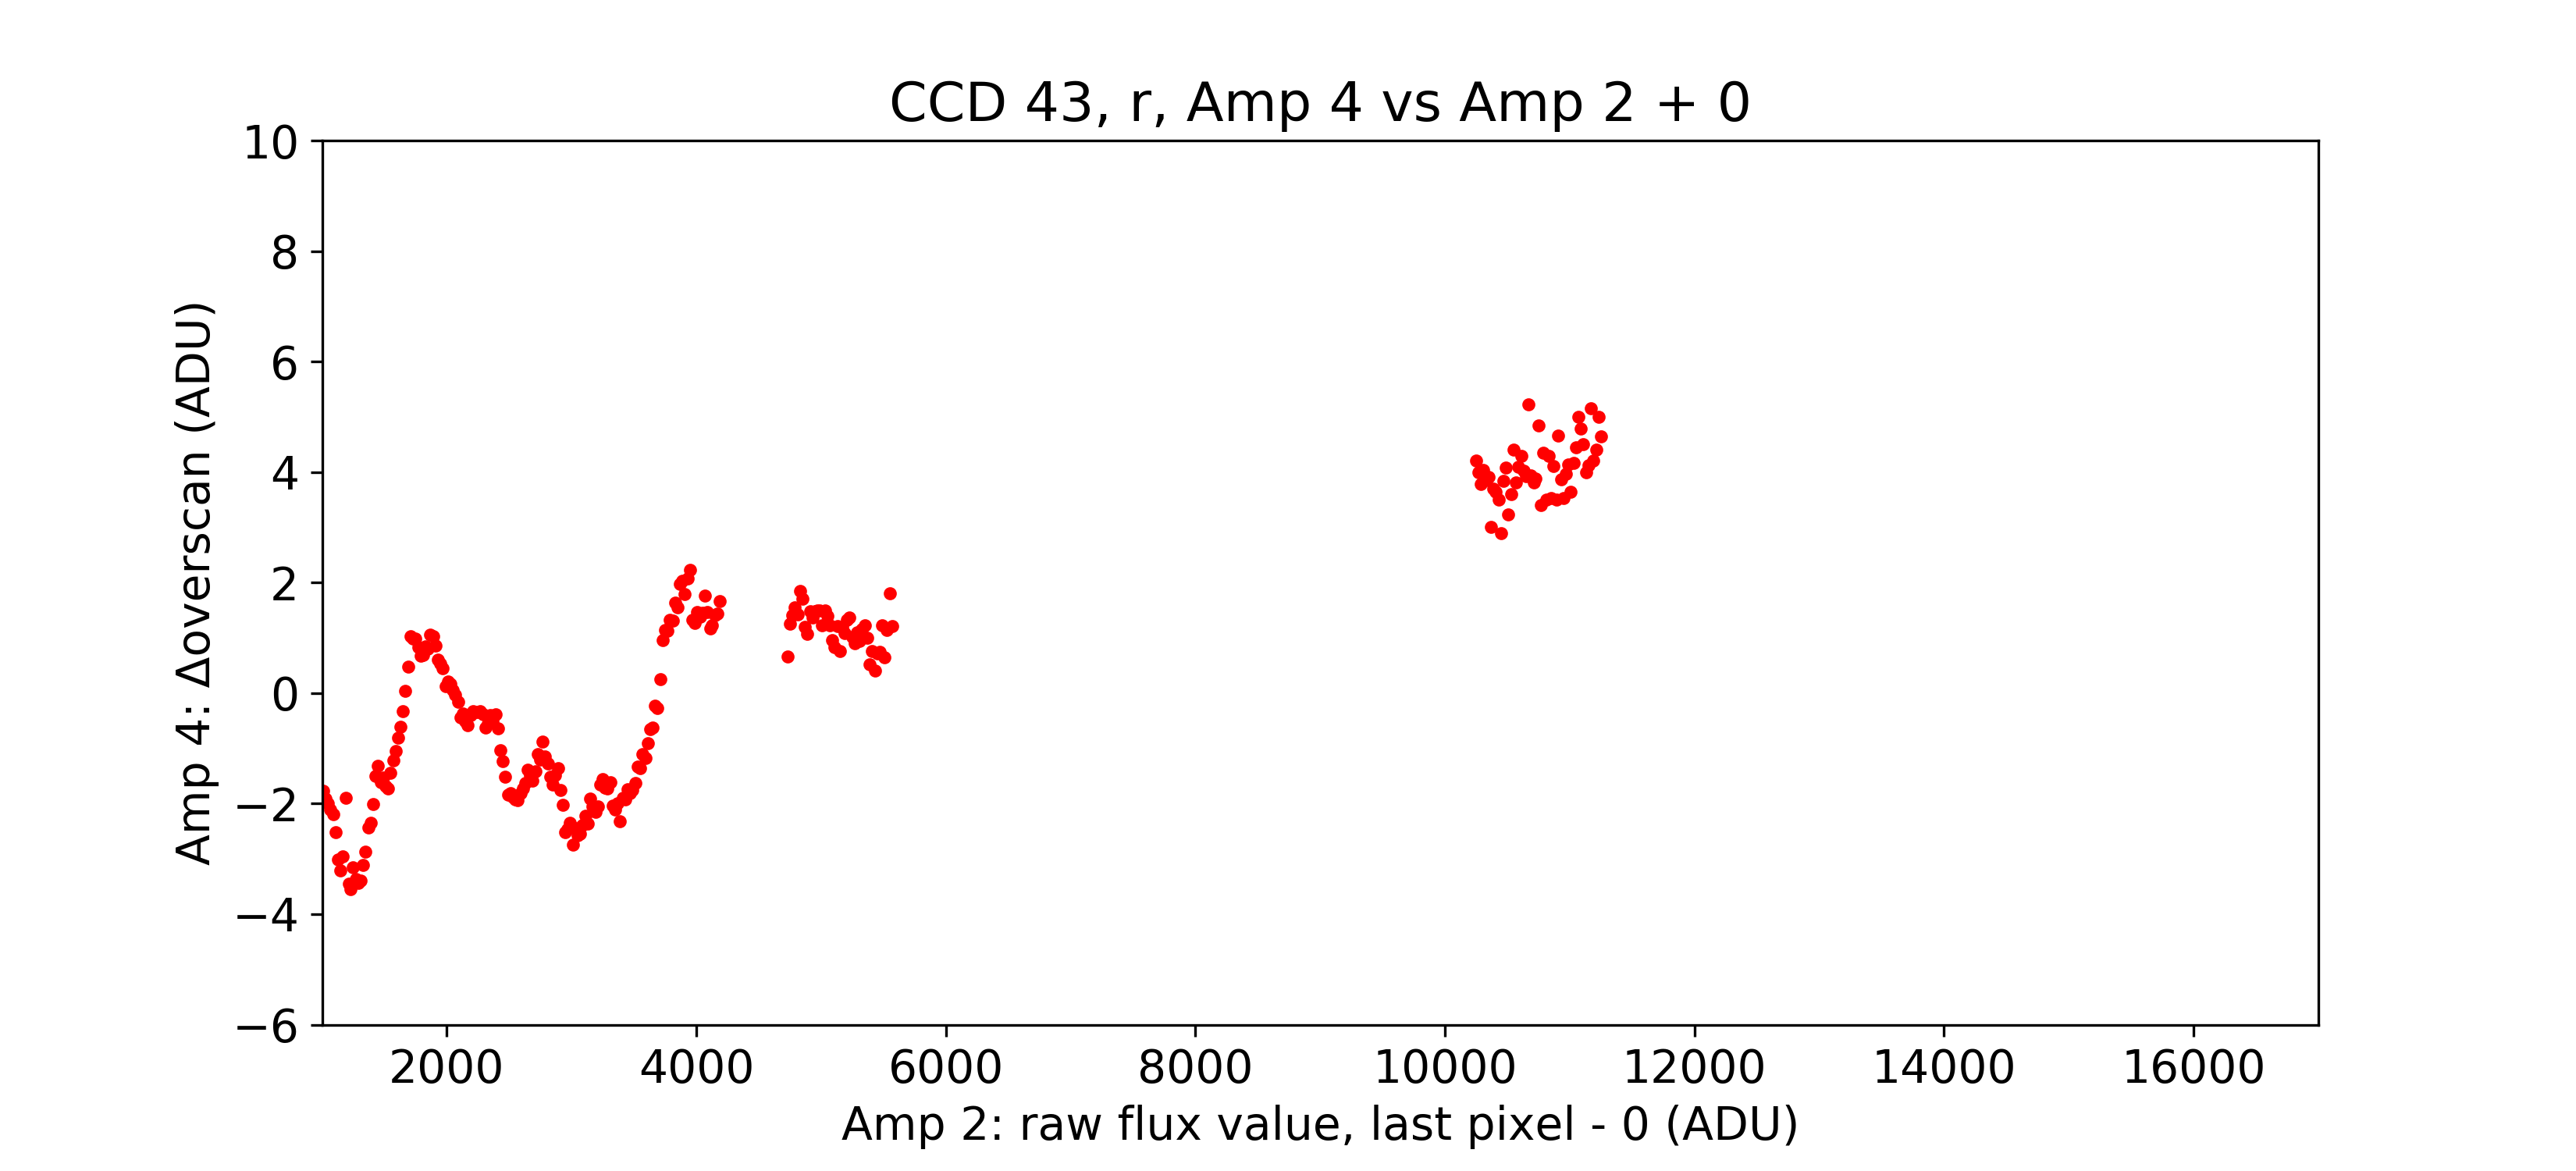 CCD 43, r, Amp 4 vs Amp 2 + 0
10
8
6
4
2
0
−2
−4
−6
Amp 4: Δoverscan (ADU)
2000 4000 6000 8000 10000 12000 14000 16000
Amp 2: raw flux value, last pixel - 0 (ADU)